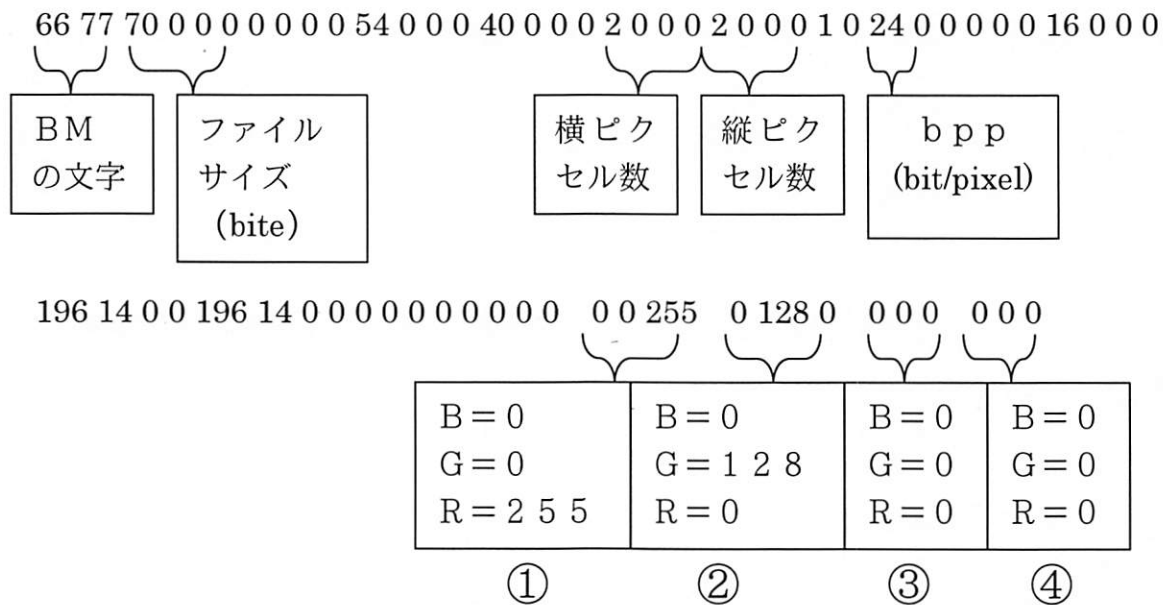 66 77 70 0 0 0 0 0 0 0 54 0 0 0 40 0 0 0 2 0 0 0 2 0 0 0 1 0 24 0 0 0 0 0 16 0 0 0
ＢＭ
の文字
ファイル
サイズ
(bite)
横ピク
セル数
縦ピク
セル数
ｂｐｐ
(bit/pixel)
196 14 0 0 196 14 0 0 0 0 0 0 0 0 0 0 0 0 255 0 128 0 0 0 0 0 0 0
Ｂ＝０
Ｇ＝０
Ｒ＝２５５
Ｂ＝０
Ｇ＝１２８
Ｒ＝０
Ｂ＝０
Ｇ＝０
Ｒ＝０
Ｂ＝０
Ｇ＝０
Ｒ＝０
① ② ③ ④